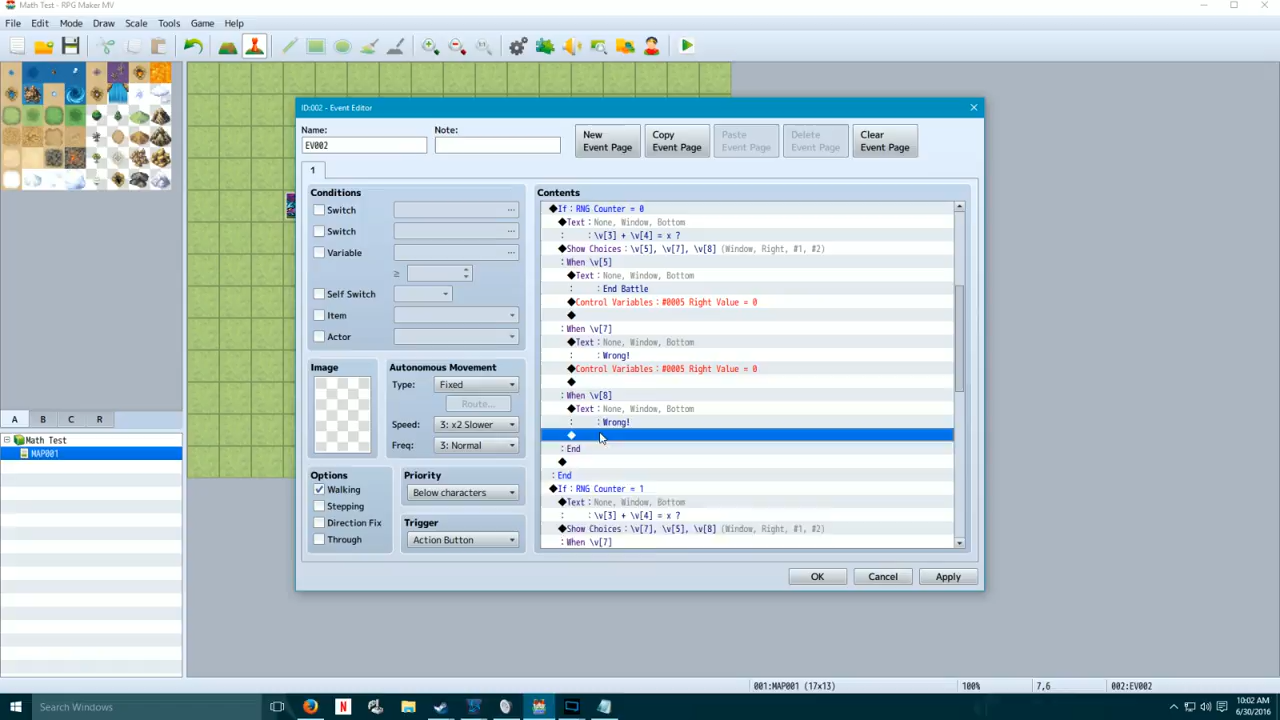 Math Test - RPG Maker MV
File Edit Mode Draw Scale Tools Game Help
ID:002 - Event Editor
Name:
EV002
Note:
New Event Page
Copy Event Page
Paste Event Page
Delete Event Page
Clear Event Page
1
Conditions
Switch ...
Switch ...
Variable ...
≥
Self Switch
Item
Actor
Image
Autonomous Movement
Type: Fixed
Route...
Speed: 3: x2 Slower
Freq: 3: Normal
Options
Walking
Stepping
Direction Fix
Through
Priority
Below characters
Trigger
Action Button
Contents
◆If : RNG Counter = 0
◆Text : None, Window, Bottom
: : \v[3] + \v[4] = x ?
◆Show Choices : \v[5], \v[7], \v[8] (Window, Right, #1, #2)
: When \v[5]
◆Text : None, Window, Bottom
: : End Battle
◆Control Variables : #0005 Right Value = 0
◆
: When \v[7]
◆Text : None, Window, Bottom
: : Wrong!
◆Control Variables : #0005 Right Value = 0
◆
: When \v[8]
◆Text : None, Window, Bottom
: : Wrong!
◆
: End
◆
: End
◆If : RNG Counter = 1
◆Text : None, Window, Bottom
: : \v[3] + \v[4] = x ?
◆Show Choices : \v[7], \v[5], \v[8] (Window, Right, #1, #2)
: When \v[7]
OK Cancel Apply
A B C R
Math Test
MAP001
001:MAP001 (17x13) 100% 7,6 002:EV002
Search Windows
10:02 AM
6/30/2016